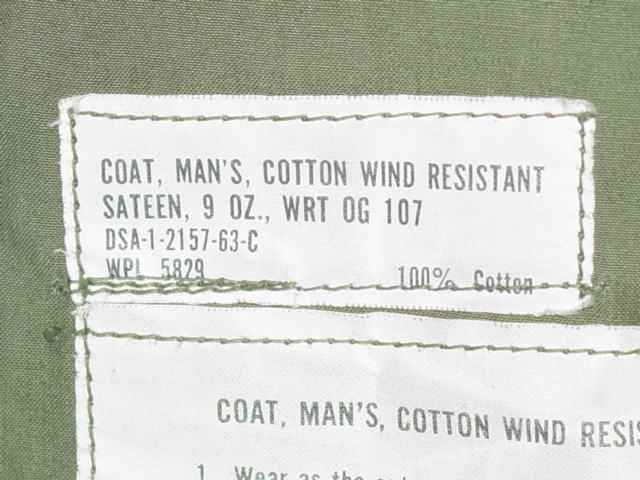 COAT, MAN'S, COTTON WIND RESISTANT
SATEEN, 9 OZ., WRT OG 107
DSA-1-2157-63-C
WPL 5829 100% Cotton
COAT, MAN'S, COTTON WIND RESIS
1. Wear as the